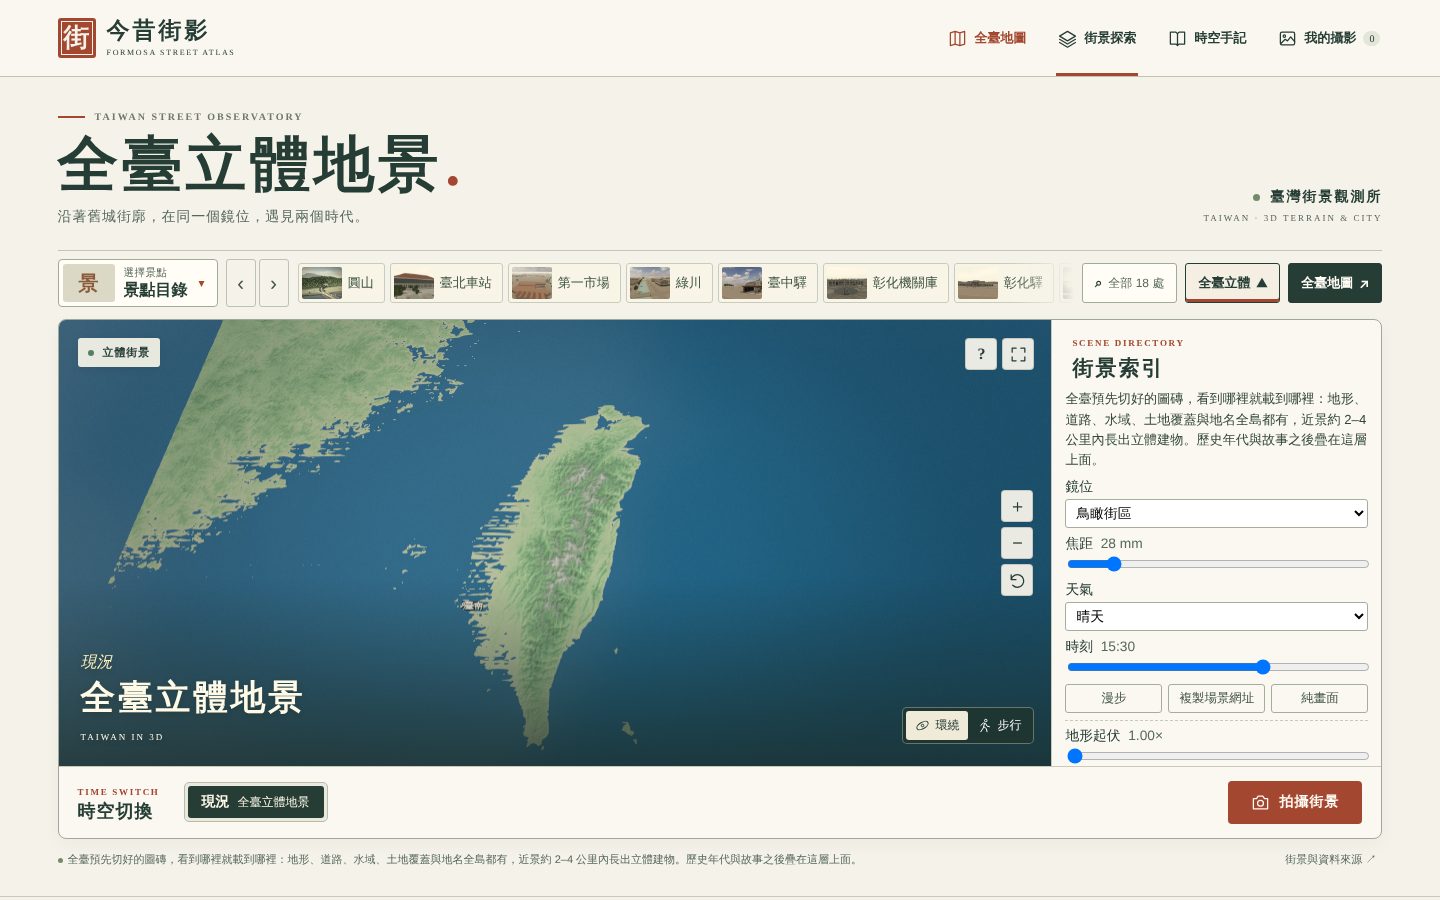 街
今昔街影
FORMOSA STREET ATLAS
全臺地圖
街景探索
時空手記
我的攝影 0
TAIWAN STREET OBSERVATORY
全臺立體地景.
沿著舊城街廓，在同一個鏡位，遇見兩個時代。
臺灣街景觀測所
TAIWAN · 3D TERRAIN & CITY
景
選擇景點
景點目錄 ▼
‹ ›
圓山
臺北車站
第一市場
綠川
臺中驛
彰化機關庫
彰化驛
全部 18 處
全臺立體 ▲
全臺地圖 ↗
立體街景
?
+
−
臺南
現況
全臺立體地景
TAIWAN IN 3D
環繞
步行
SCENE DIRECTORY
街景索引
全臺預先切好的圖磚，看到哪裡就載到哪裡：地形、
道路、水域、土地覆蓋與地名全島都有，近景約 2–4
公里內長出立體建物。歷史年代與故事之後疊在這層
上面。
鏡位
鳥瞰街區
焦距 28 mm
天氣
晴天
時刻 15:30
漫步
複製場景網址
純畫面
地形起伏 1.00×
TIME SWITCH
時空切換
現況 全臺立體地景
拍攝街景
全臺預先切好的圖磚，看到哪裡就載到哪裡：地形、道路、水域、土地覆蓋與地名全島都有，近景約 2–4 公里內長出立體建物。歷史年代與故事之後疊在這層上面。
街景與資料來源 ↗